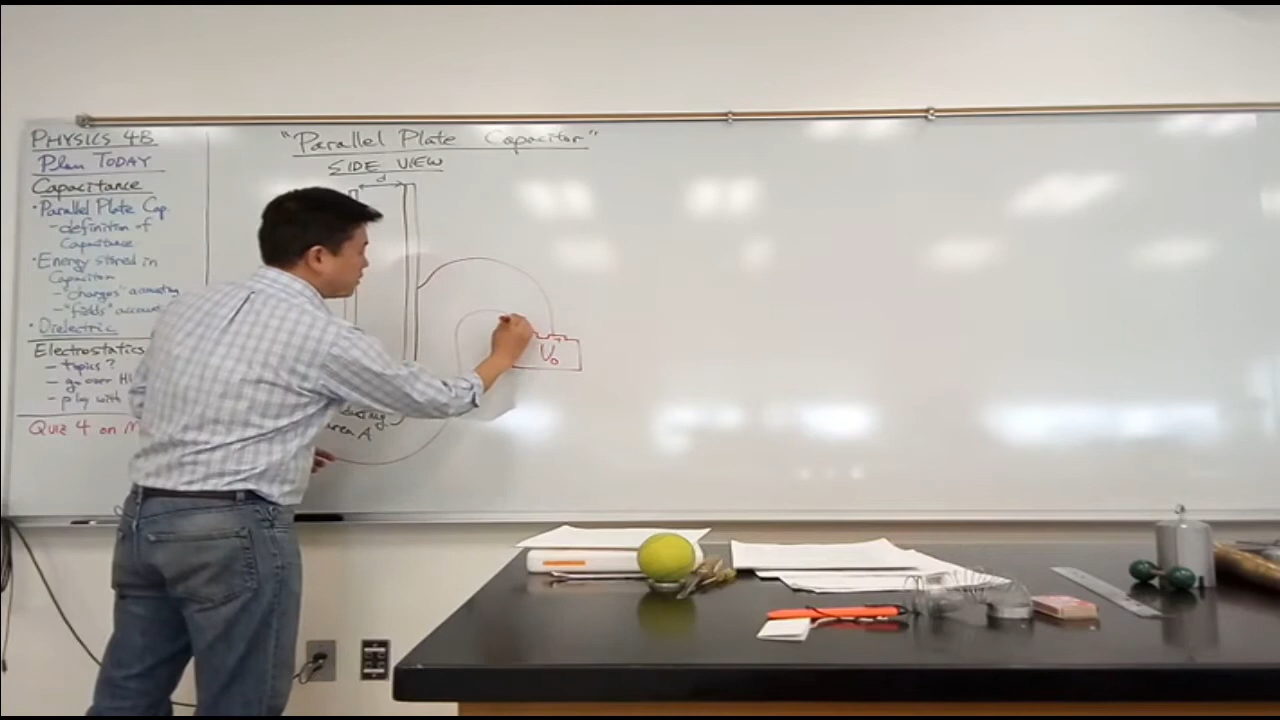 PHYSICS 4B
Plan TODAY
Capacitance
• Parallel Plate Cap.
- definition of
Capacitance
• Energy stored in
Capacitor
- "charges" accounting
- "fields" account
• Dielectric
Electrostatics
- topics?
- go over
- play with
Quiz 4 on M
"Parallel Plate Capacitor"
SIDE VIEW
d
ducting
area A
+
V₀